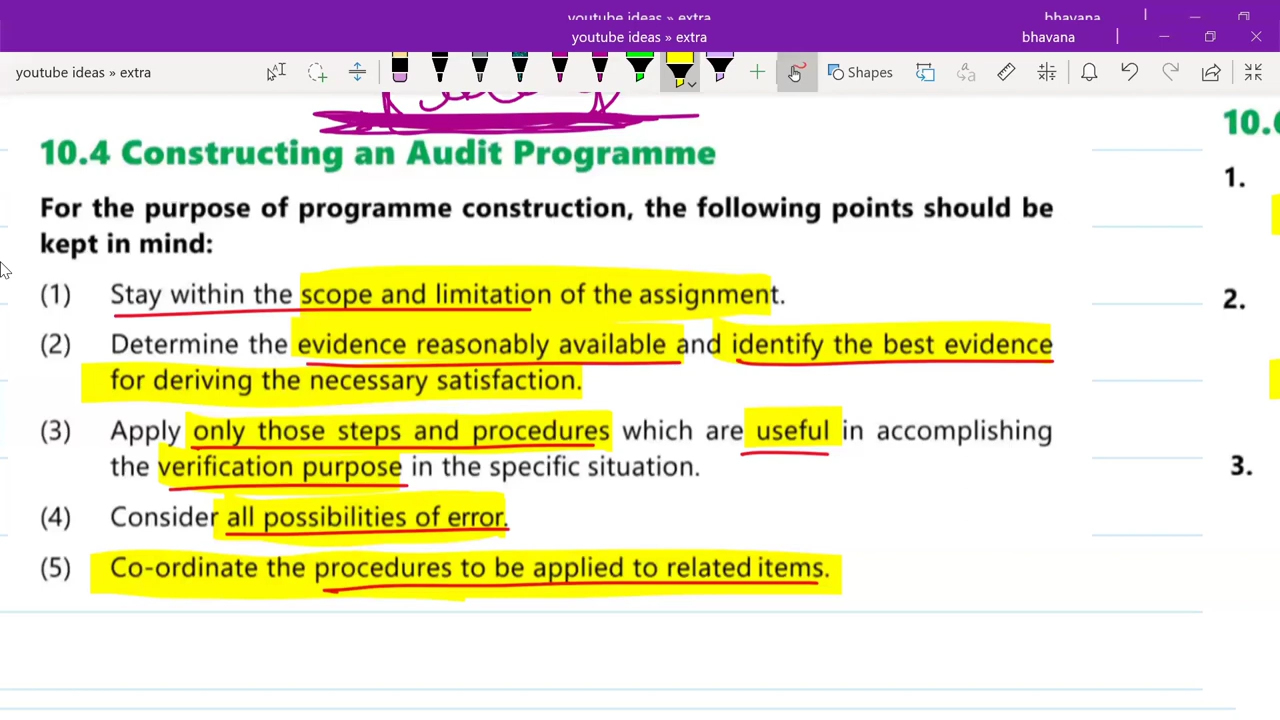 youtube ideas » extra bhavana
youtube ideas » extra bhavana
youtube ideas » extra Shapes
10.4 Constructing an Audit Programme
For the purpose of programme construction, the following points should be
kept in mind:
(1) Stay within the scope and limitation of the assignment.
(2) Determine the evidence reasonably available and identify the best evidence
for deriving the necessary satisfaction.
(3) Apply only those steps and procedures which are useful in accomplishing
the verification purpose in the specific situation.
(4) Consider all possibilities of error.
(5) Co-ordinate the procedures to be applied to related items.
1.
2.
3.